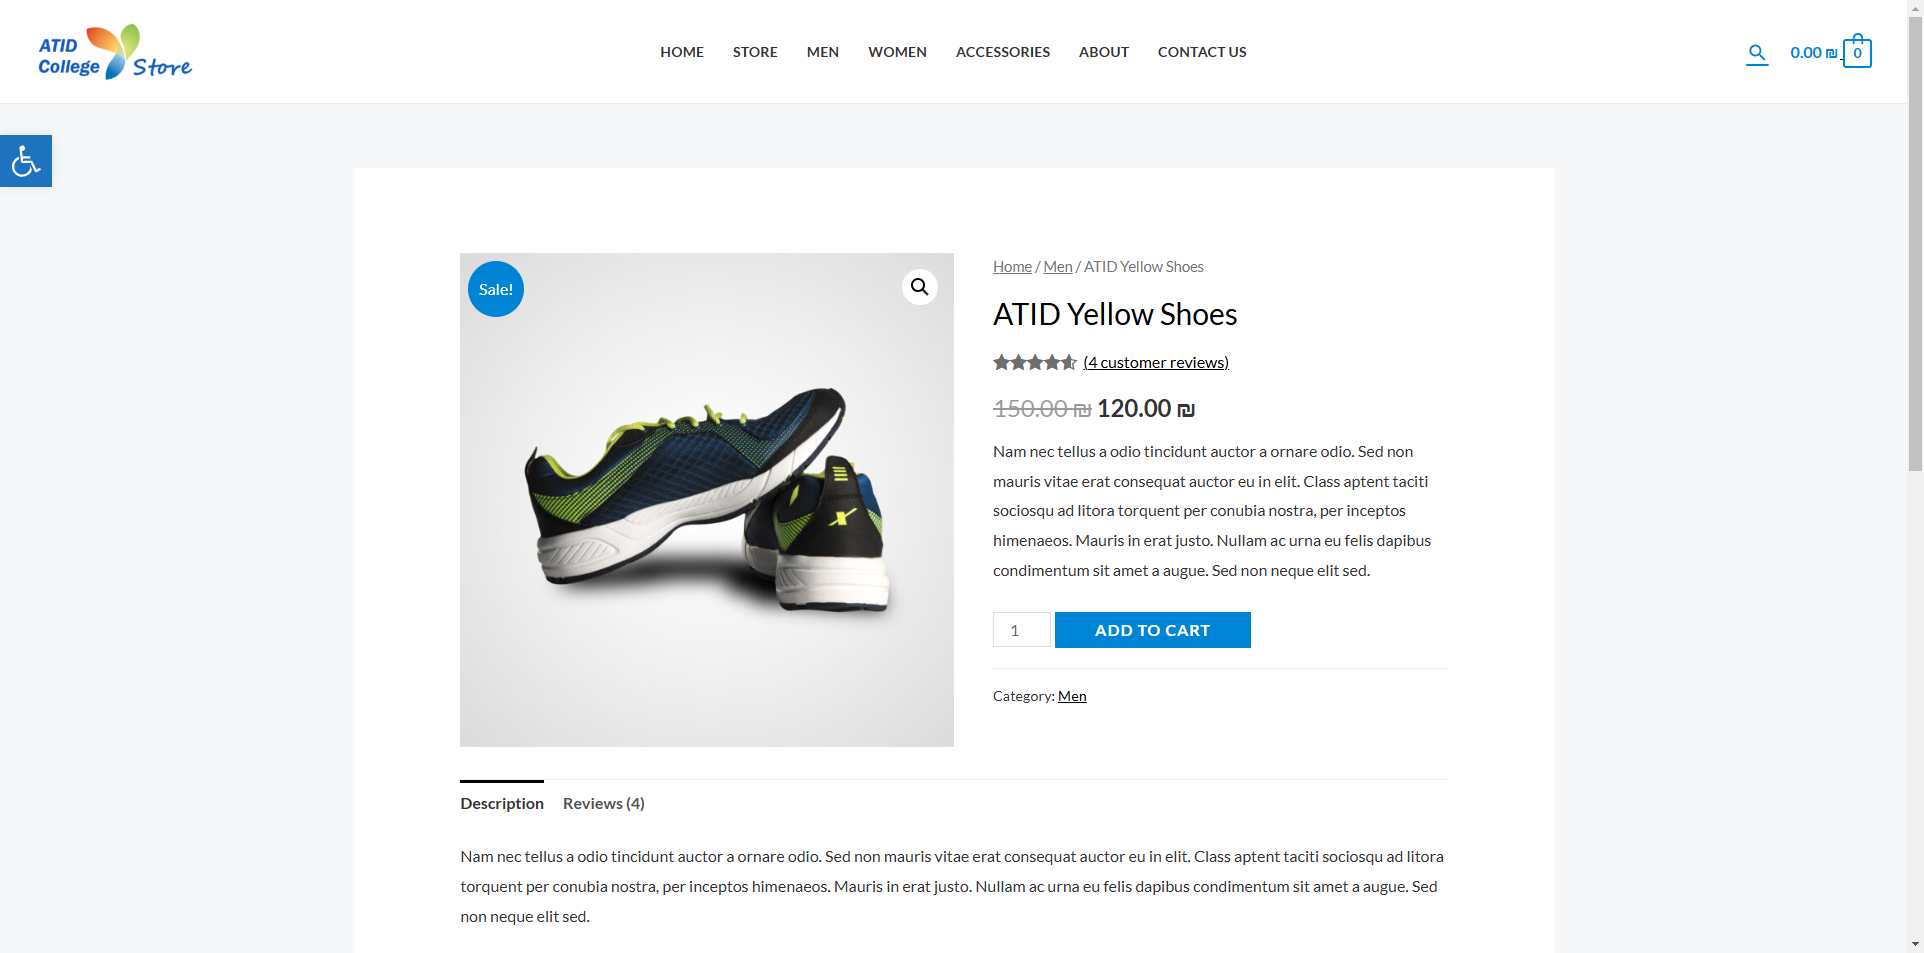 ATID
College Store
HOME STORE MEN WOMEN ACCESSORIES ABOUT CONTACT US
0.00 ₪ 0
Sale!
Home / Men / ATID Yellow Shoes
ATID Yellow Shoes
(4 customer reviews)
150.00 ₪ 120.00 ₪
Nam nec tellus a odio tincidunt auctor a ornare odio. Sed non
mauris vitae erat consequat auctor eu in elit. Class aptent taciti
sociosqu ad litora torquent per conubia nostra, per inceptos
himenaeos. Mauris in erat justo. Nullam ac urna eu felis dapibus
condimentum sit amet a augue. Sed non neque elit sed.
1 ADD TO CART
Category: Men
Description Reviews (4)
Nam nec tellus a odio tincidunt auctor a ornare odio. Sed non mauris vitae erat consequat auctor eu in elit. Class aptent taciti sociosqu ad litora
torquent per conubia nostra, per inceptos himenaeos. Mauris in erat justo. Nullam ac urna eu felis dapibus condimentum sit amet a augue. Sed
non neque elit sed.